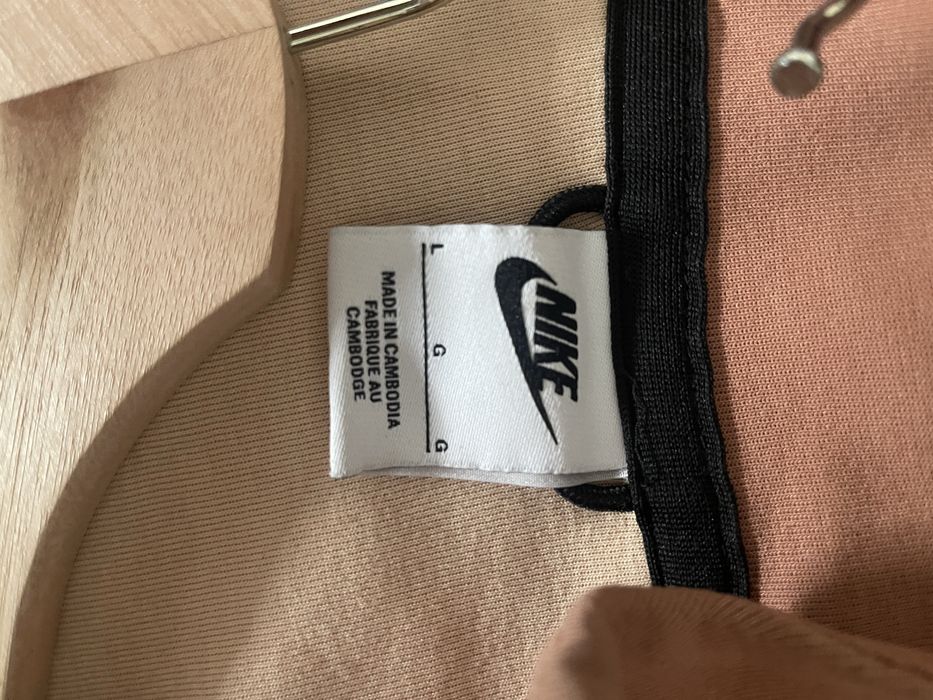 NIKE
L G G
MADE IN CAMBODIA
FABRIQUE AU
CAMBODGE